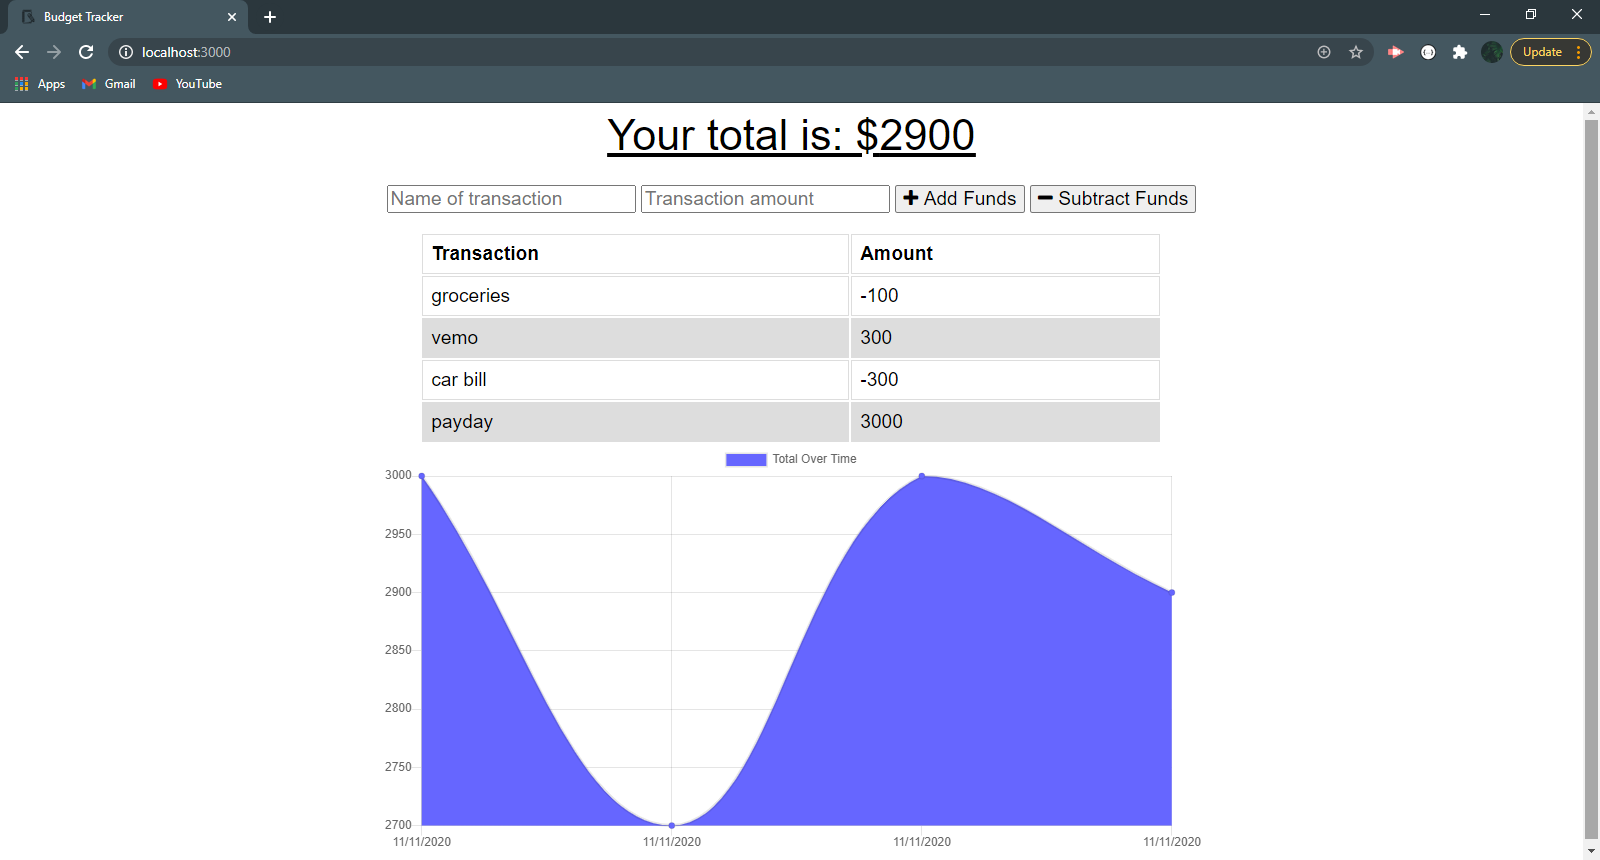 Budget Tracker
localhost:3000
Update
Apps Gmail YouTube
Your total is: $2900
Name of transaction Transaction amount Add Funds Subtract Funds
Transaction Amount
groceries -100
vemo 300
car bill -300
payday 3000
Total Over Time
3000
2950
2900
2850
2800
2750
2700
11/11/2020 11/11/2020 11/11/2020 11/11/2020